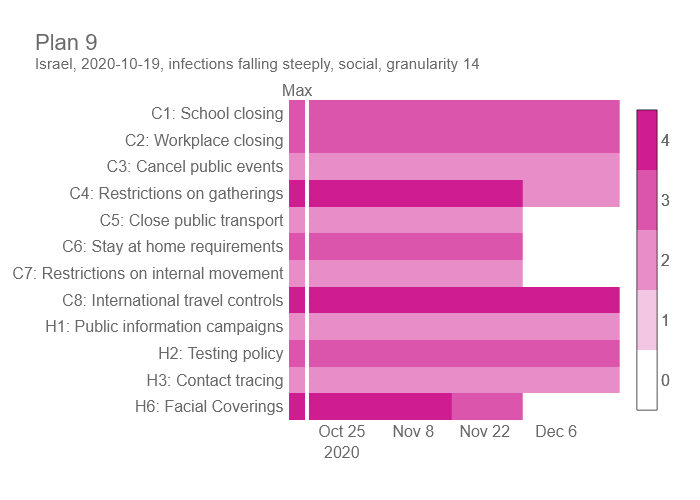 Plan 9
Israel, 2020-10-19, infections falling steeply, social, granularity 14
Max
C1: School closing
C2: Workplace closing
C3: Cancel public events
C4: Restrictions on gatherings
C5: Close public transport
C6: Stay at home requirements
C7: Restrictions on internal movement
C8: International travel controls
H1: Public information campaigns
H2: Testing policy
H3: Contact tracing
H6: Facial Coverings
Oct 25 Nov 8 Nov 22 Dec 6
2020
4
3
2
1
0